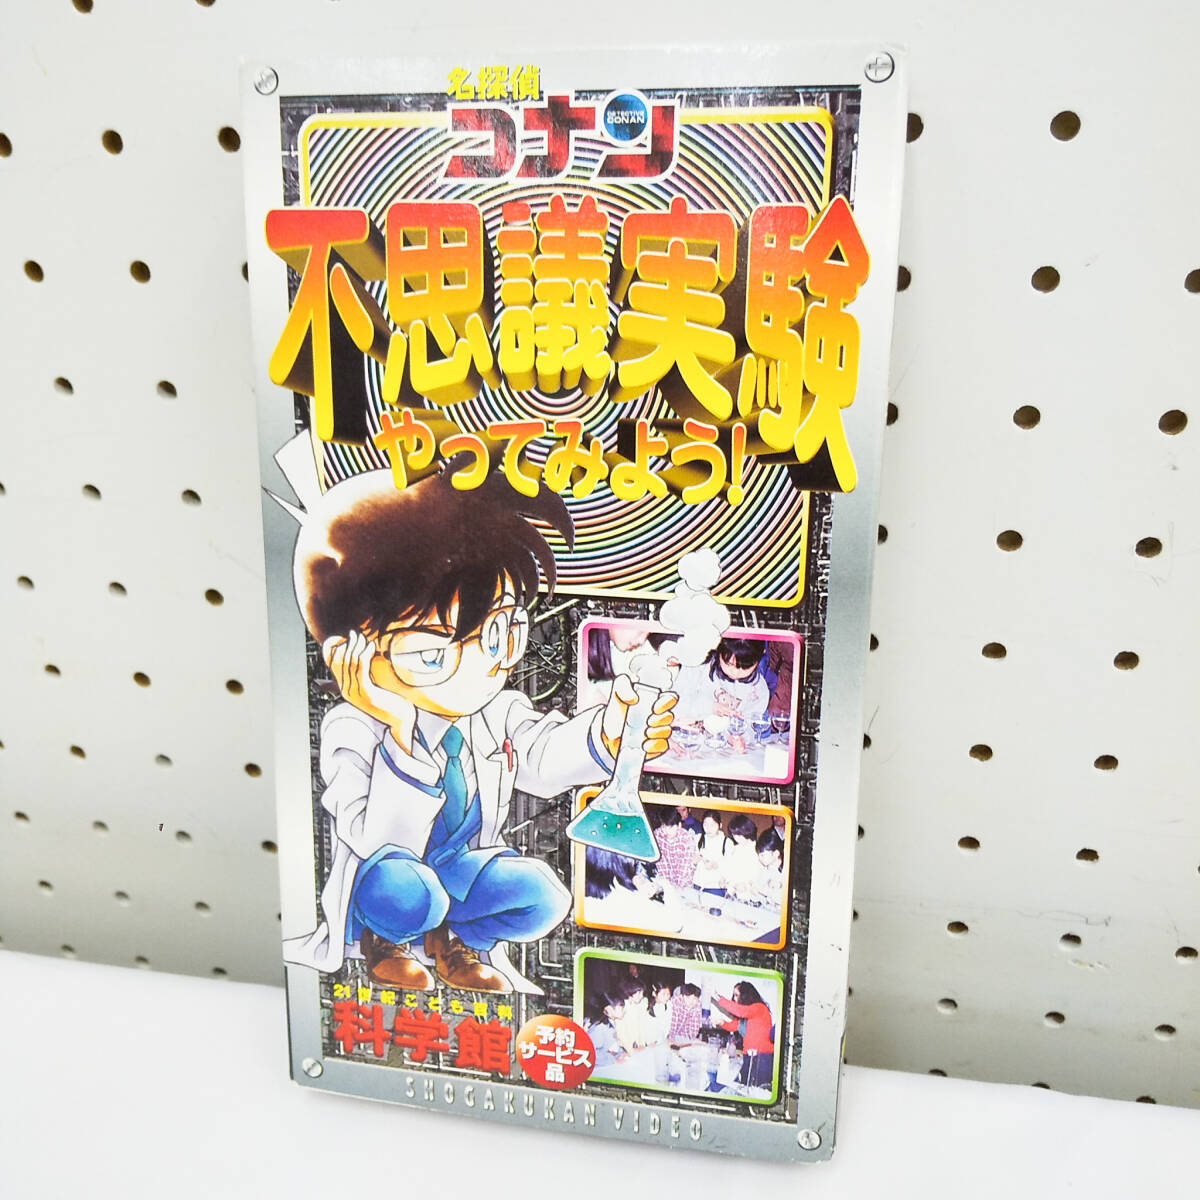 名探偵
コナン
DETECTIVE
CONAN
不思議実験
やってみよう!
21世紀こども百科
科学館
予約
サービス
品
SHOGAKUKAN VIDEO